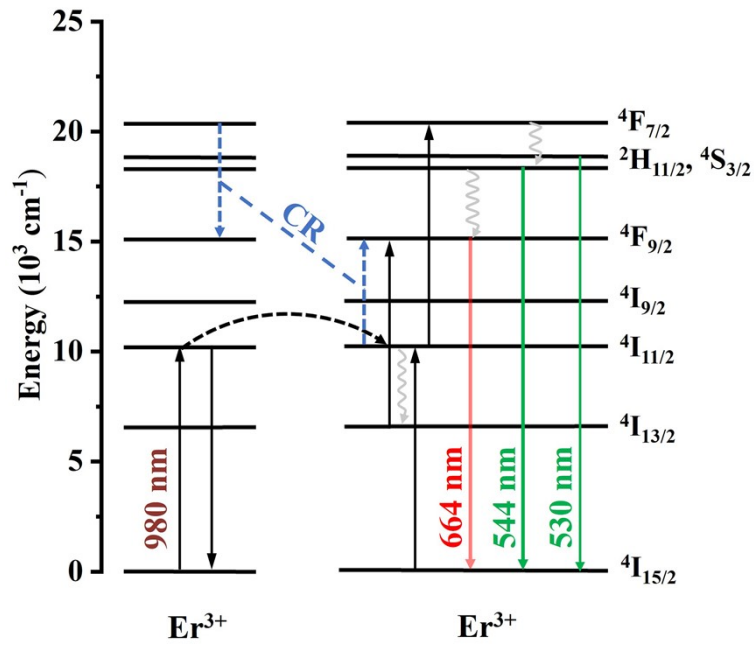 25
20
15
10
5
0
Energy (10³ cm⁻¹)
CR
980 nm
664 nm
544 nm
530 nm
⁴F₇/₂
²H₁₁/₂, ⁴S₃/₂
⁴F₉/₂
⁴I₉/₂
⁴I₁₁/₂
⁴I₁₃/₂
⁴I₁₅/₂
Er³⁺
Er³⁺